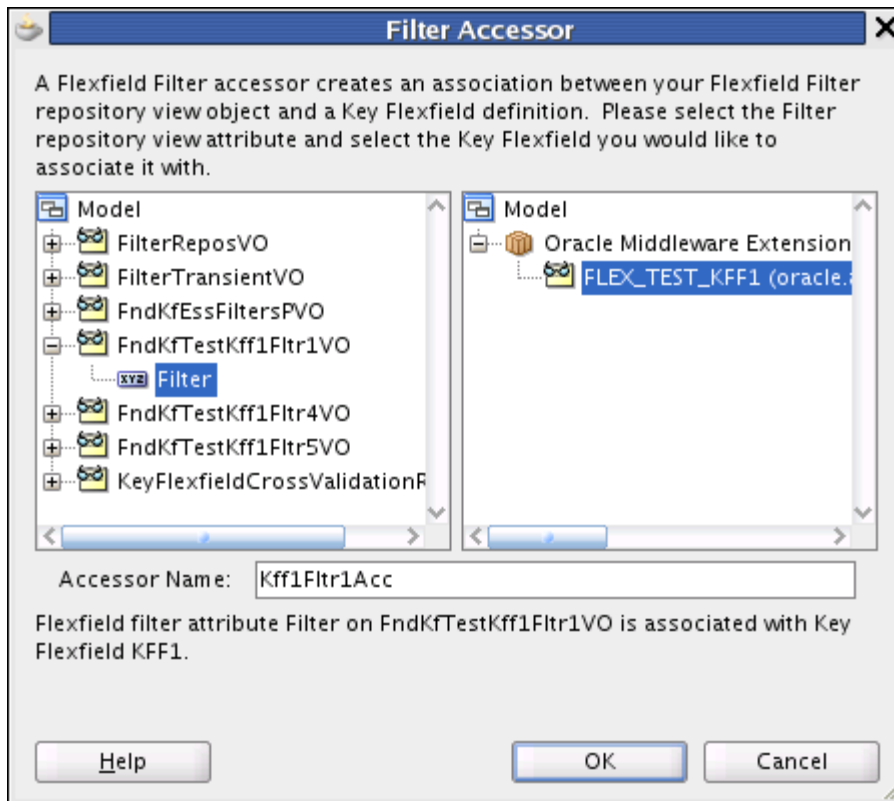 Filter Accessor
A Flexfield Filter accessor creates an association between your Flexfield Filter
repository view object and a Key Flexfield definition.  Please select the Filter
repository view attribute and select the Key Flexfield you would like to
associate it with.
Model
FilterReposVO
FilterTransientVO
FndKfEssFiltersPVO
FndKfTestKff1Fltr1VO
XYZ Filter
FndKfTestKff1Fltr4VO
FndKfTestKff1Fltr5VO
KeyFlexfieldCrossValidationR
Model
Oracle Middleware Extension
FLEX_TEST_KFF1 (oracle.a
Accessor Name: Kff1Fltr1Acc
Flexfield filter attribute Filter on FndKfTestKff1Fltr1VO is associated with Key
Flexfield KFF1.
Help OK Cancel